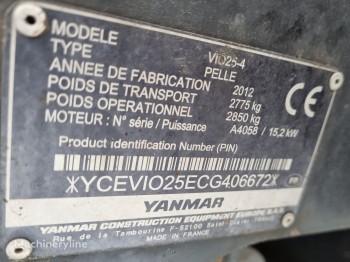 MODELE VIO25-4
TYPE PELLE
ANNEE DE FABRICATION 2012
POIDS DE TRANSPORT 2775 kg
POIDS OPERATIONNEL 2850 kg
MOTEUR : N° série / Puissance A4058 / 15,2 kW
CE
Product identification Number (PIN)
YCEVIO25ECG406672
YANMAR
YANMAR CONSTRUCTION EQUIPMENT EUROPE S.A.S
Rue de la Tambourine F-52100 Saint-Dizier FRANCE
MADE IN FRANCE
Machineryline